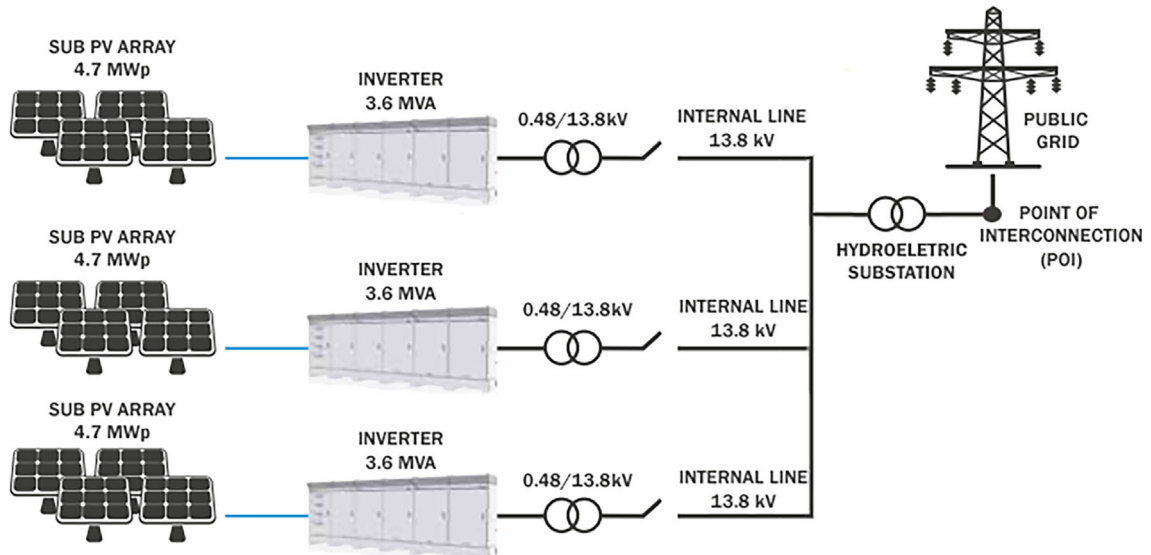 SUB PV ARRAY
4.7 MWp
INVERTER
3.6 MVA
0.48/13.8kV
INTERNAL LINE
13.8 kV
PUBLIC
GRID
SUB PV ARRAY
4.7 MWp
INVERTER
3.6 MVA
0.48/13.8kV
INTERNAL LINE
13.8 kV
HYDROELETRIC
SUBSTATION
POINT OF
INTERCONNECTION
(POI)
SUB PV ARRAY
4.7 MWp
INVERTER
3.6 MVA
0.48/13.8kV
INTERNAL LINE
13.8 kV